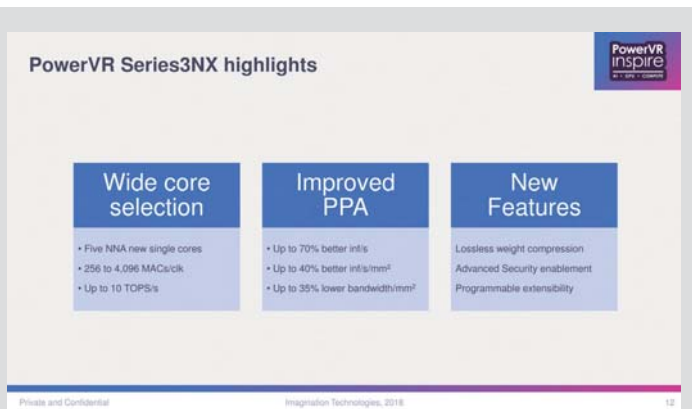 PowerVR Series3NX highlights
PowerVR
inspire
AI • GPU • COMPUTE
Wide core
selection
• Five NNA new single cores
• 256 to 4,096 MACs/clk
• Up to 10 TOPS/s
Improved
PPA
• Up to 70% better inf/s
• Up to 40% better inf/s/mm²
• Up to 35% lower bandwidth/mm²
New
Features
Lossless weight compression
Advanced Security enablement
Programmable extensibility
Private and Confidential
Imagination Technologies, 2018
12